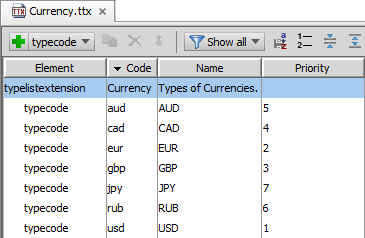 Currency.ttx
typecode Show all
Element Code Name Priority
typelistextension Currency Types of Currencies.
typecode aud AUD 5
typecode cad CAD 4
typecode eur EUR 2
typecode gbp GBP 3
typecode jpy JPY 7
typecode rub RUB 6
typecode usd USD 1